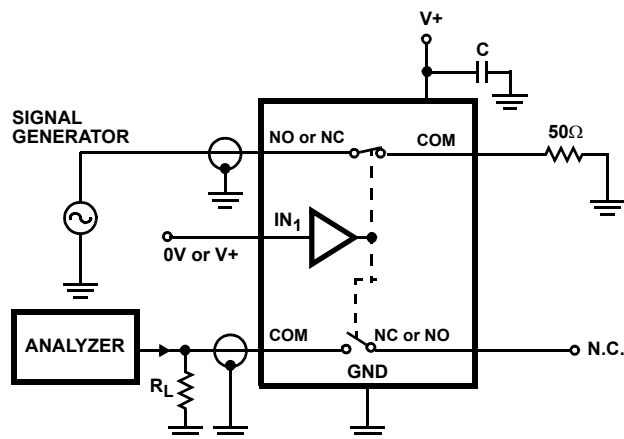 V+
C
SIGNAL
GENERATOR
NO or NC
COM
50Ω
IN1
0V or V+
ANALYZER
COM
NC or NO
N.C.
GND
RL